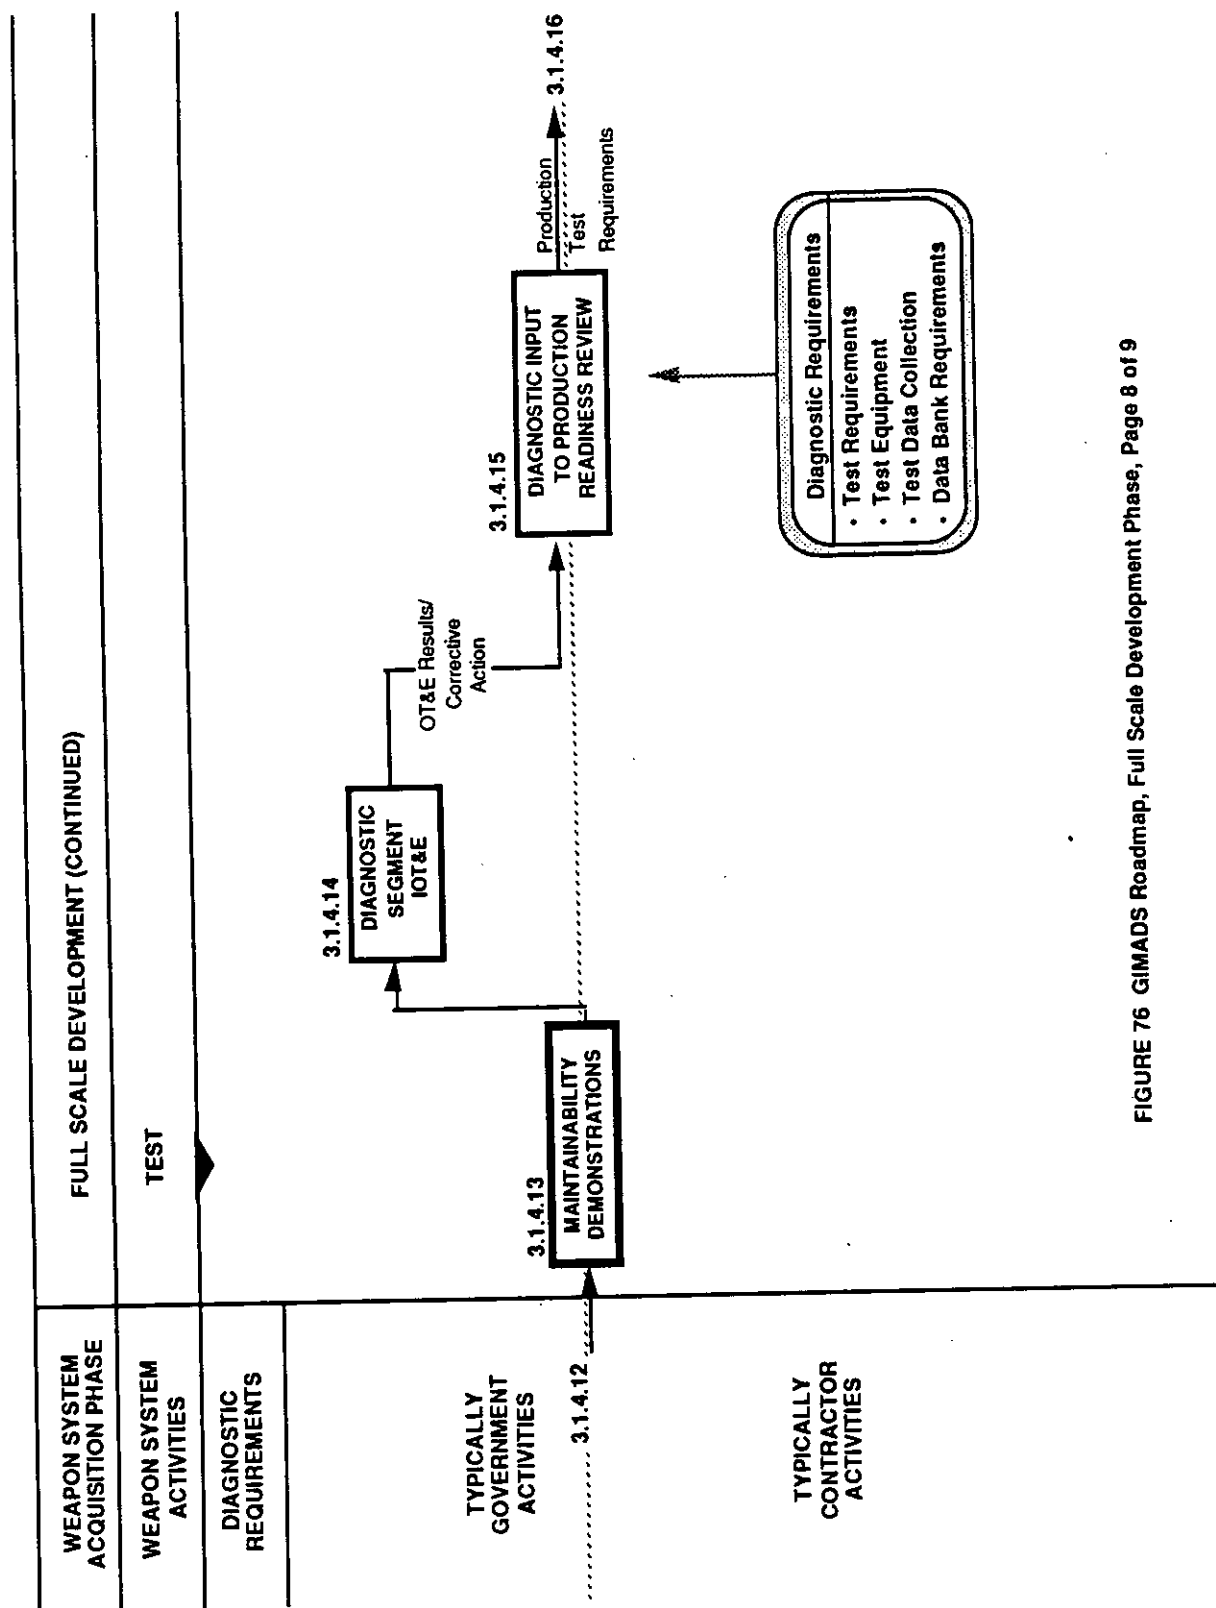 WEAPON SYSTEM
ACQUISITION PHASE
FULL SCALE DEVELOPMENT (CONTINUED)
WEAPON SYSTEM
ACTIVITIES
TEST
DIAGNOSTIC
REQUIREMENTS
TYPICALLY
GOVERNMENT
ACTIVITIES
3.1.4.12
3.1.4.13
MAINTAINABILITY
DEMONSTRATIONS
3.1.4.14
DIAGNOSTIC
SEGMENT
IOT&E
OT&E Results/
Corrective
Action
3.1.4.15
DIAGNOSTIC INPUT
TO PRODUCTION
READINESS REVIEW
Production
Test
Requirements
3.1.4.16
TYPICALLY
CONTRACTOR
ACTIVITIES
Diagnostic Requirements
• Test Requirements
• Test Equipment
• Test Data Collection
• Data Bank Requirements
FIGURE 76 GIMADS Roadmap, Full Scale Development Phase, Page 8 of 9